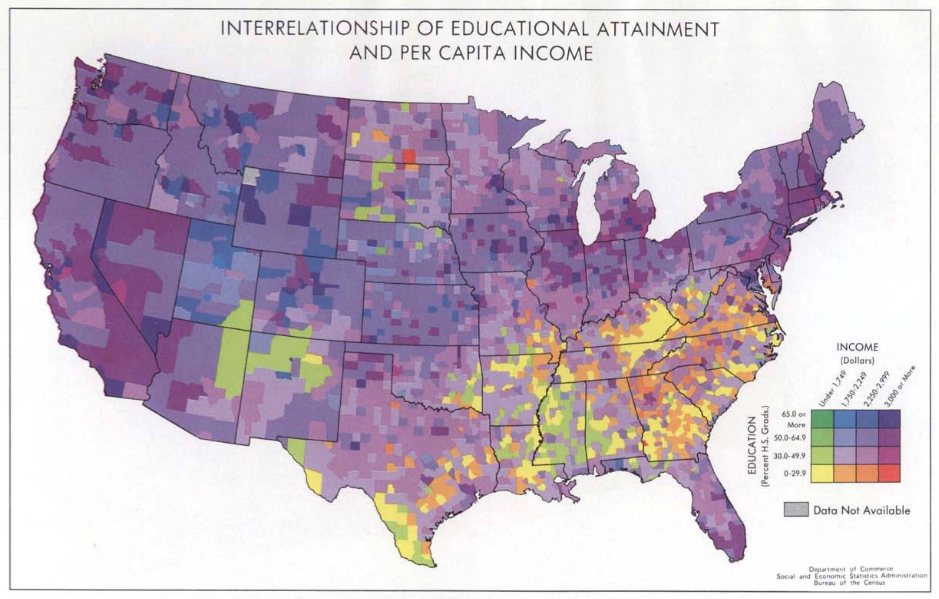 INTERRELATIONSHIP OF EDUCATIONAL ATTAINMENT
AND PER CAPITA INCOME
INCOME
(Dollars)
Under 1,749
1,750-2,249
2,250-2,999
3,000 or More
EDUCATION
(Percent H.S. Grads.)
65.0 or
More
50.0-64.9
30.0-49.9
0-29.9
Data Not Available
Department of Commerce
Social and Economic Statistics Administration
Bureau of the Census